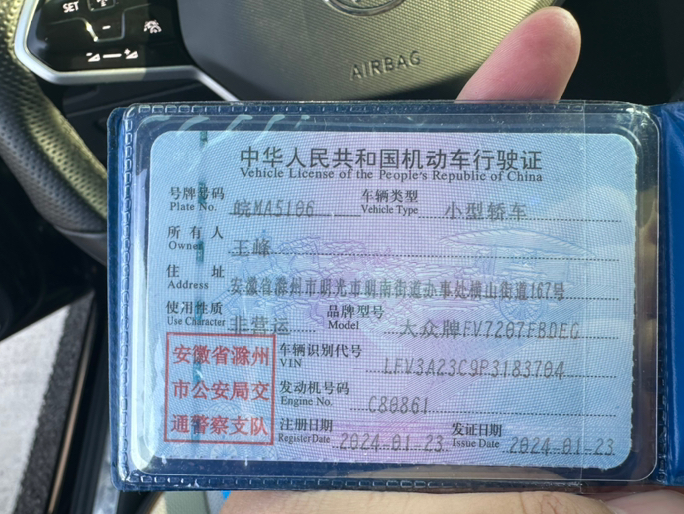 SET
AIRBAG
中华人民共和国机动车行驶证
Vehicle License of the People's Republic of China
号牌号码 皖MA5106 车辆类型 小型轿车
Plate No. Vehicle Type
所有人 王峰
Owner
住址 安徽省滁州市明光市明南街道办事处横山街道167号
Address
使用性质 非营运 品牌型号 大众牌FV7207FBDEG
Use Character Model
安徽省滁州
市公安局交
通警察支队
车辆识别代号 LFV3A23C9P3183704
VIN
发动机号码 C80861
Engine No.
注册日期 2024-01-23 发证日期 2024-01-23
Register Date Issue Date